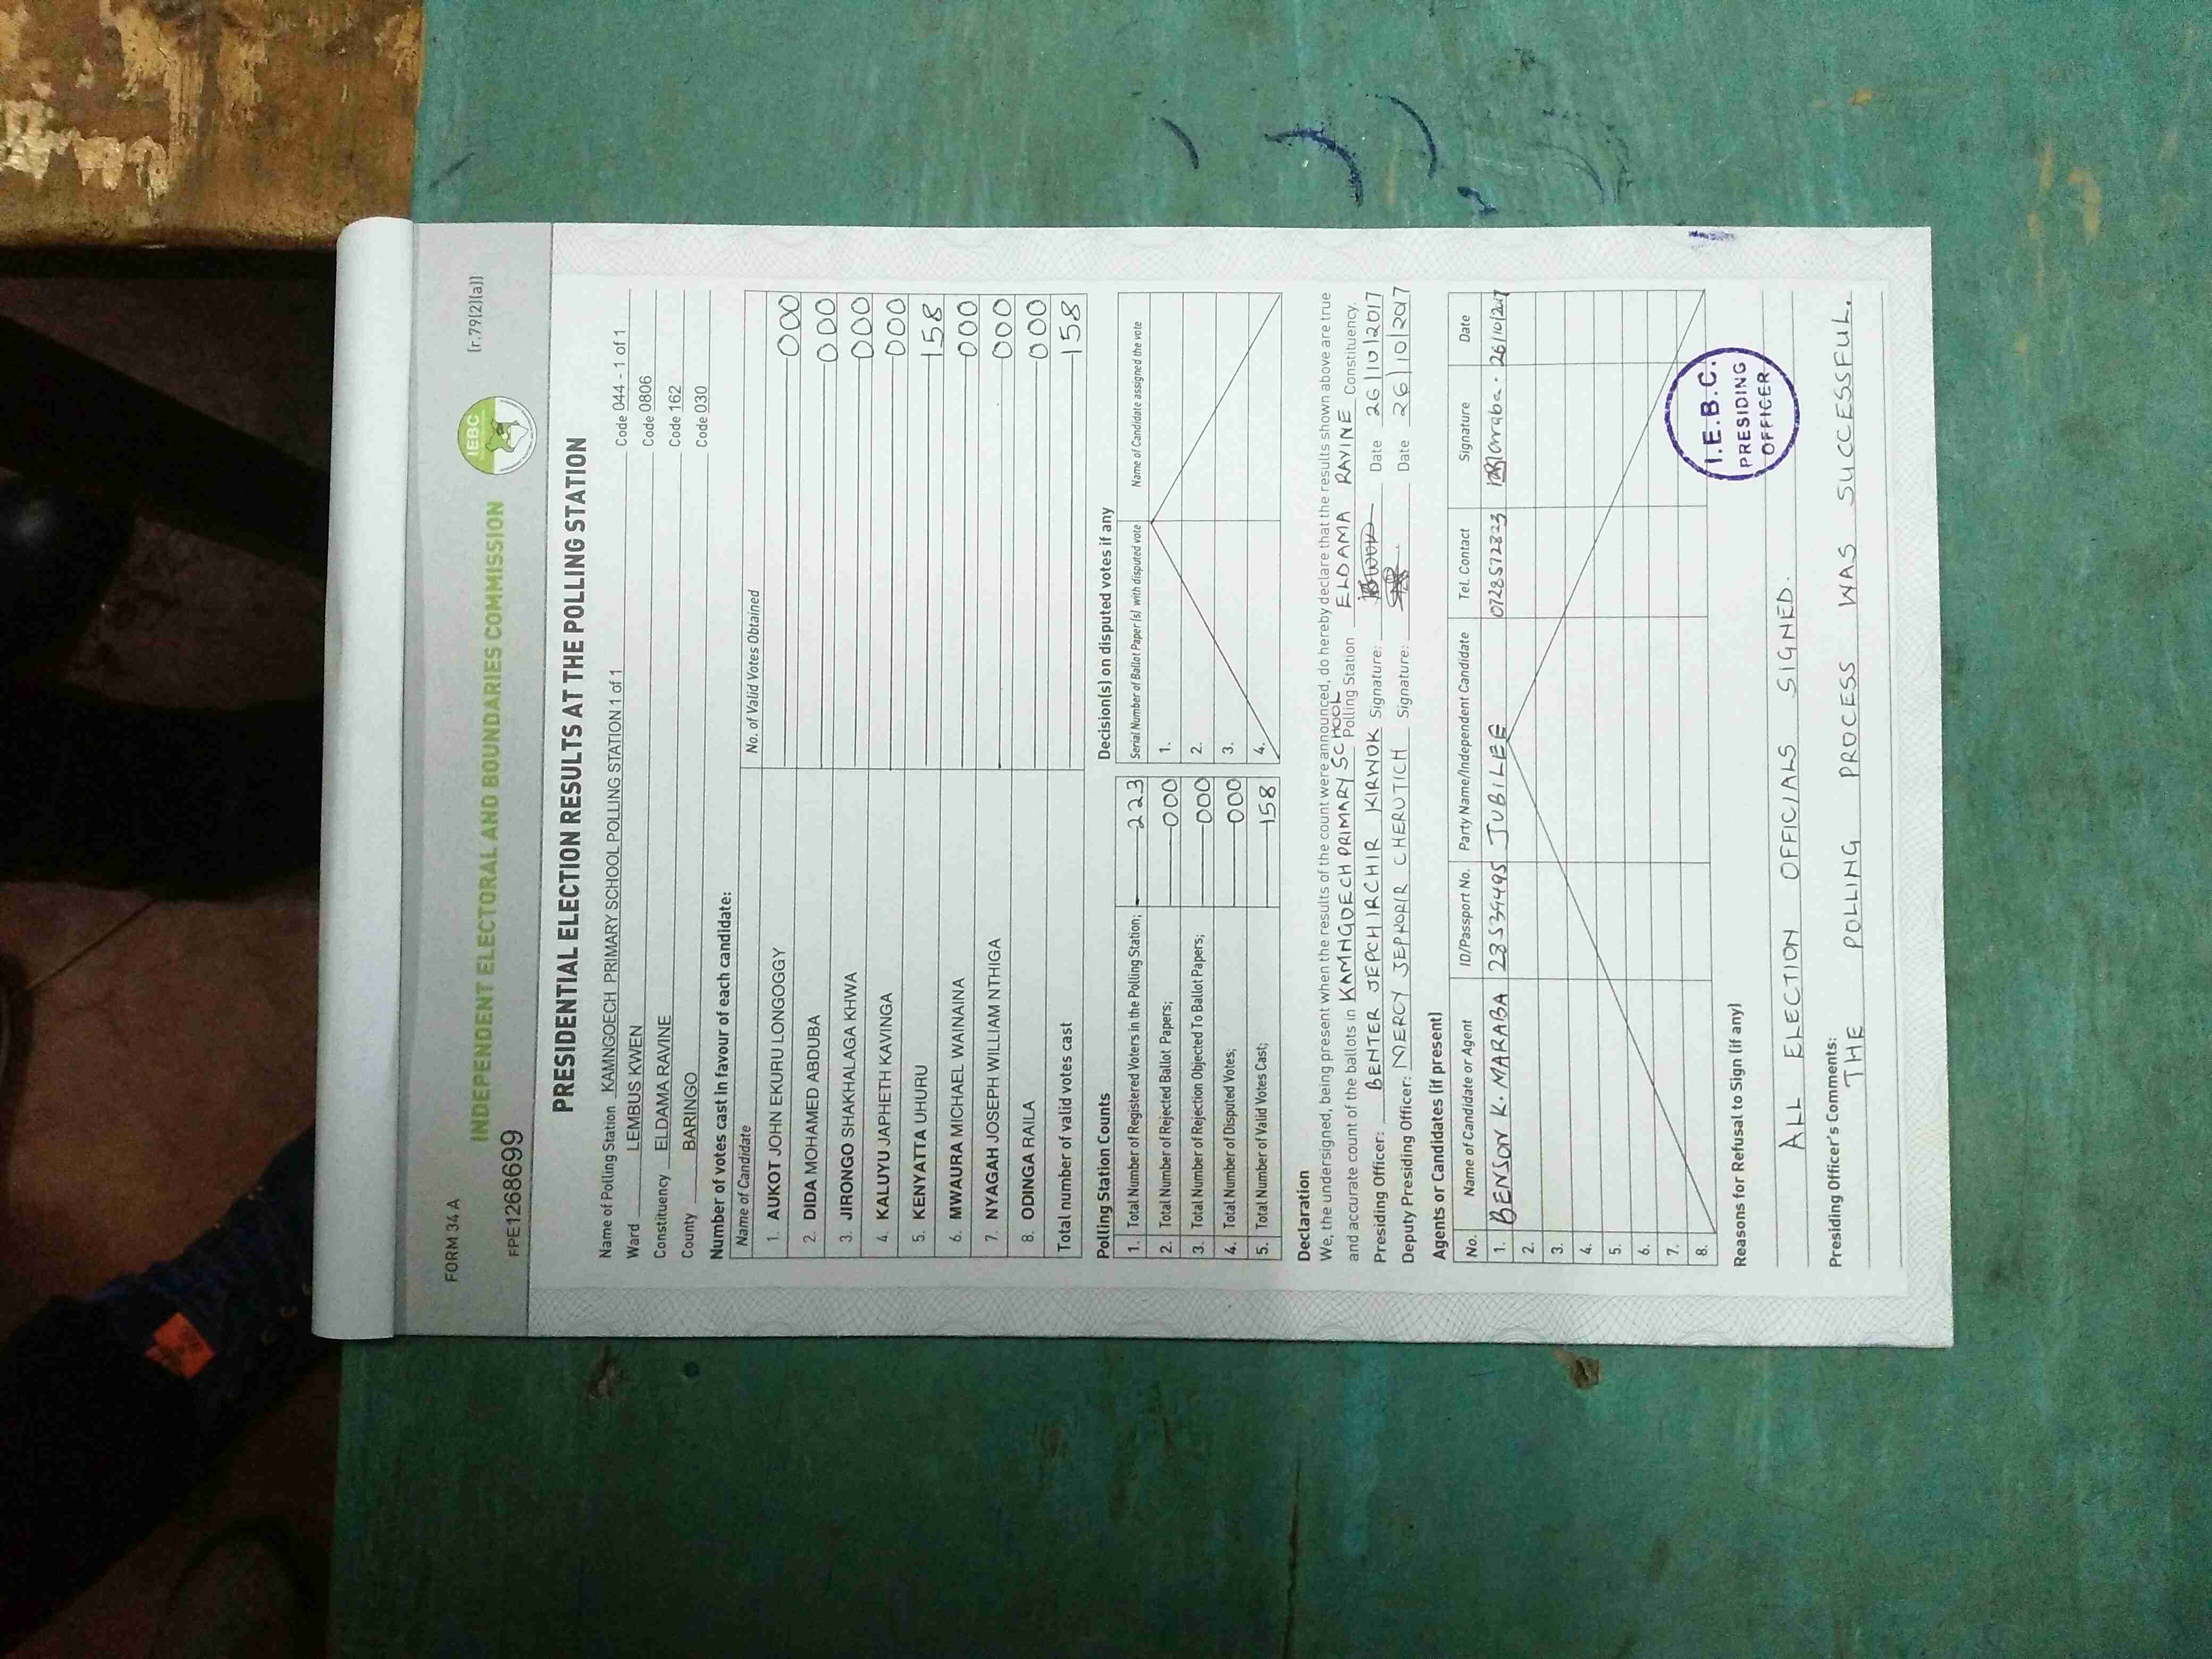 FORM 34 A
(r.79(2)(a))
IEBC
INDEPENDENT ELECTORAL AND BOUNDARIES COMMISSION
FPE1268699
PRESIDENTIAL ELECTION RESULTS AT THE POLLING STATION
Name of Polling Station KAMNGOECH PRIMARY SCHOOL POLLING STATION 1 of 1 Code 044 - 1 of 1
Ward LEMBUS KWEN Code 0806
Constituency ELDAMA RAVINE Code 162
County BARINGO Code 030
Number of votes cast in favour of each candidate:
Name of Candidate No. of Valid Votes Obtained
1. AUKOT JOHN EKURU LONGOGGY 000
2. DIDA MOHAMED ABDUBA 000
3. JIRONGO SHAKHALAGA KHWA 000
4. KALUYU JAPHETH KAVINGA 000
5. KENYATTA UHURU 158
6. MWAURA MICHAEL WAINAINA 000
7. NYAGAH JOSEPH WILLIAM NTHIGA 000
8. ODINGA RAILA 000
Total number of valid votes cast 158
Polling Station Counts
1. Total Number of Registered Voters in the Polling Station; 223
2. Total Number of Rejected Ballot Papers; 000
3. Total Number of Rejection Objected To Ballot Papers; 000
4. Total Number of Disputed Votes; 000
5. Total Number of Valid Votes Cast; 158
Decision(s) on disputed votes if any
Serial Number of Ballot Paper (s) with disputed vote Name of Candidate assigned the vote
1.
2.
3.
4.
Declaration
We, the undersigned, being present when the results of the count were announced, do hereby declare that the results shown above are true
and accurate count of the ballots in KAMNGOECH PRIMARY SCHOOL Polling Station ELDAMA RAVINE Constituency.
Presiding Officer: BENTER JEPCHIRCHIR KIRWOK Signature: Date 26/10/2017
Deputy Presiding Officer: MERCY JEPKORIR CHERUTICH Signature: Date 26/10/2017
Agents or Candidates (if present)
No. Name of Candidate or Agent ID/Passport No. Party Name/Independent Candidate Tel. Contact Signature Date
1. BENSON K. MARABA 23534495 JUBILEE 0728572323 26/10/2017
2.
3.
4.
5.
6.
7.
8.
I.E.B.C.
PRESIDING
OFFICER
Reasons for Refusal to Sign (if any)
ALL ELECTION OFFICIALS SIGNED.
Presiding Officer's Comments:
THE POLLING PROCESS WAS SUCCESSFUL.